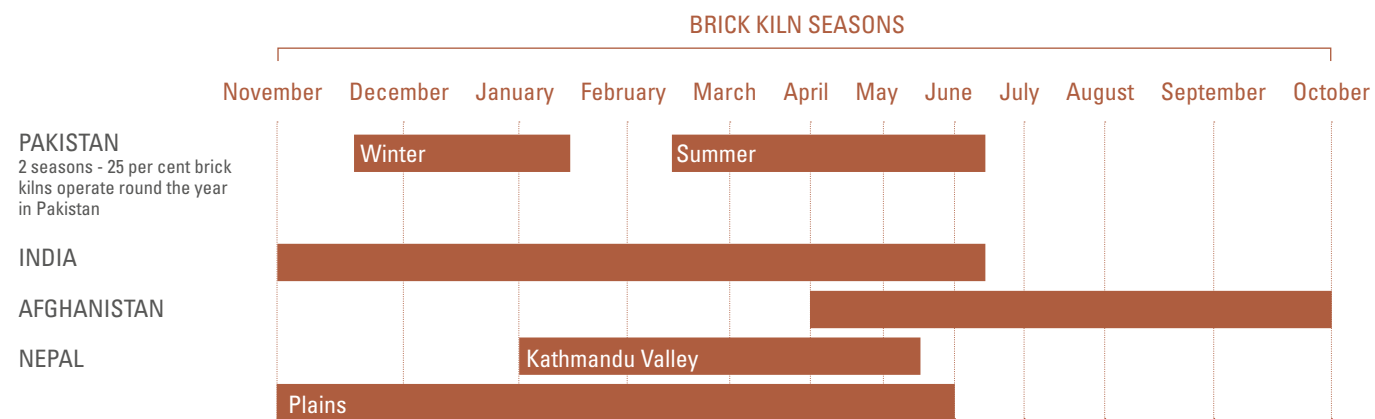 BRICK KILN SEASONS
November December January February March April May June July August September October
PAKISTAN
2 seasons - 25 per cent brick
kilns operate round the year
in Pakistan
Winter
Summer
INDIA
AFGHANISTAN
NEPAL
Kathmandu Valley
Plains